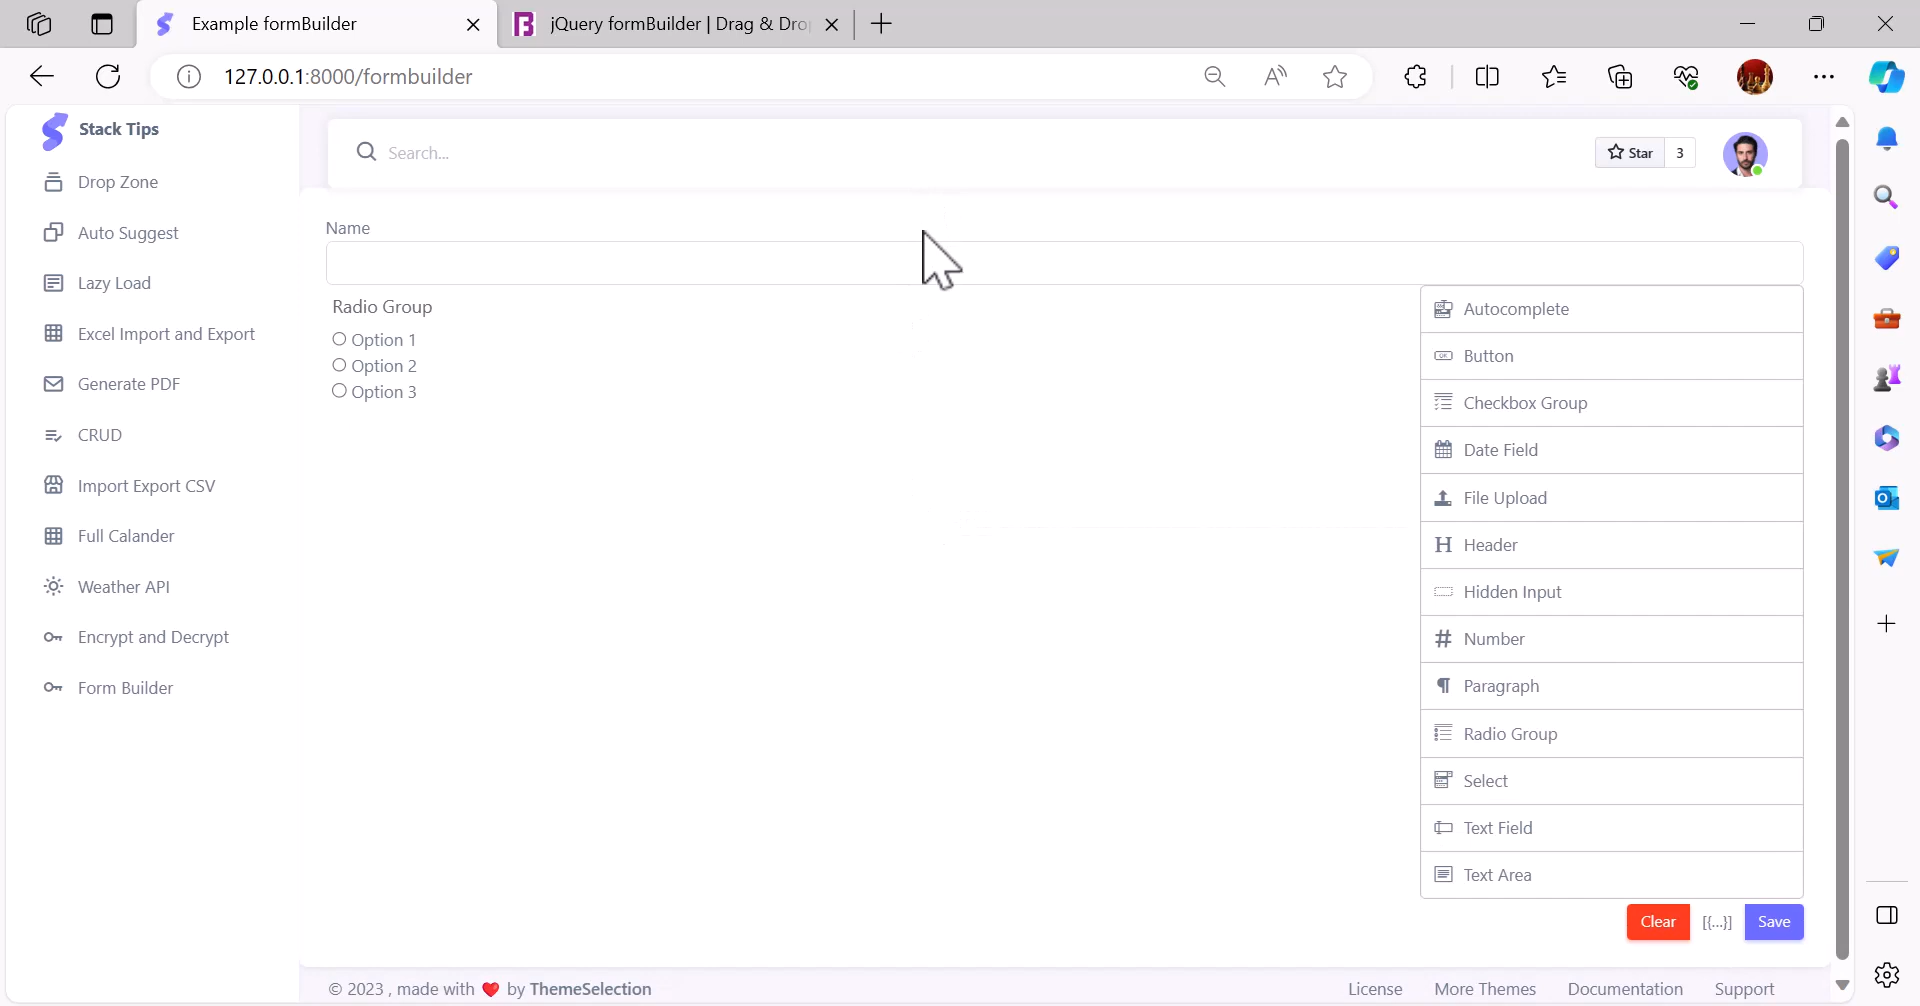 Example formBuilder
jQuery formBuilder | Drag & Dro
127.0.0.1:8000/formbuilder
Stack Tips
Drop Zone
Auto Suggest
Lazy Load
Excel Import and Export
Generate PDF
CRUD
Import Export CSV
Full Calander
Weather API
Encrypt and Decrypt
Form Builder
Search...
Star 3
Name
Radio Group
Option 1
Option 2
Option 3
Autocomplete
Button
Checkbox Group
Date Field
File Upload
H Header
Hidden Input
# Number
¶ Paragraph
Radio Group
Select
Text Field
Text Area
Clear [{...}] Save
© 2023 , made with ❤️ by ThemeSelection
License More Themes Documentation Support